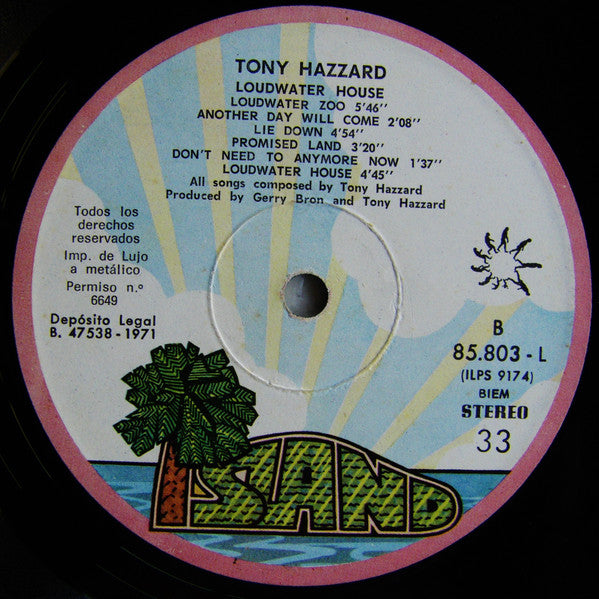 TONY HAZZARD
LOUDWATER HOUSE
LOUDWATER ZOO 5'46''
ANOTHER DAY WILL COME 2'08''
LIE DOWN 4'54''
PROMISED LAND 3'20''
DON'T NEED TO ANYMORE NOW 1'37''
LOUDWATER HOUSE 4'45''
All songs composed by Tony Hazzard
Produced by Gerry Bron and Tony Hazzard
Todos los
derechos
reservados
Imp. de Lujo
a metálico
Permiso n.º
6649
Depósito Legal
B. 47538-1971
B
85.803-L
(ILPS 9174)
BIEM
STEREO
33
ISLAND